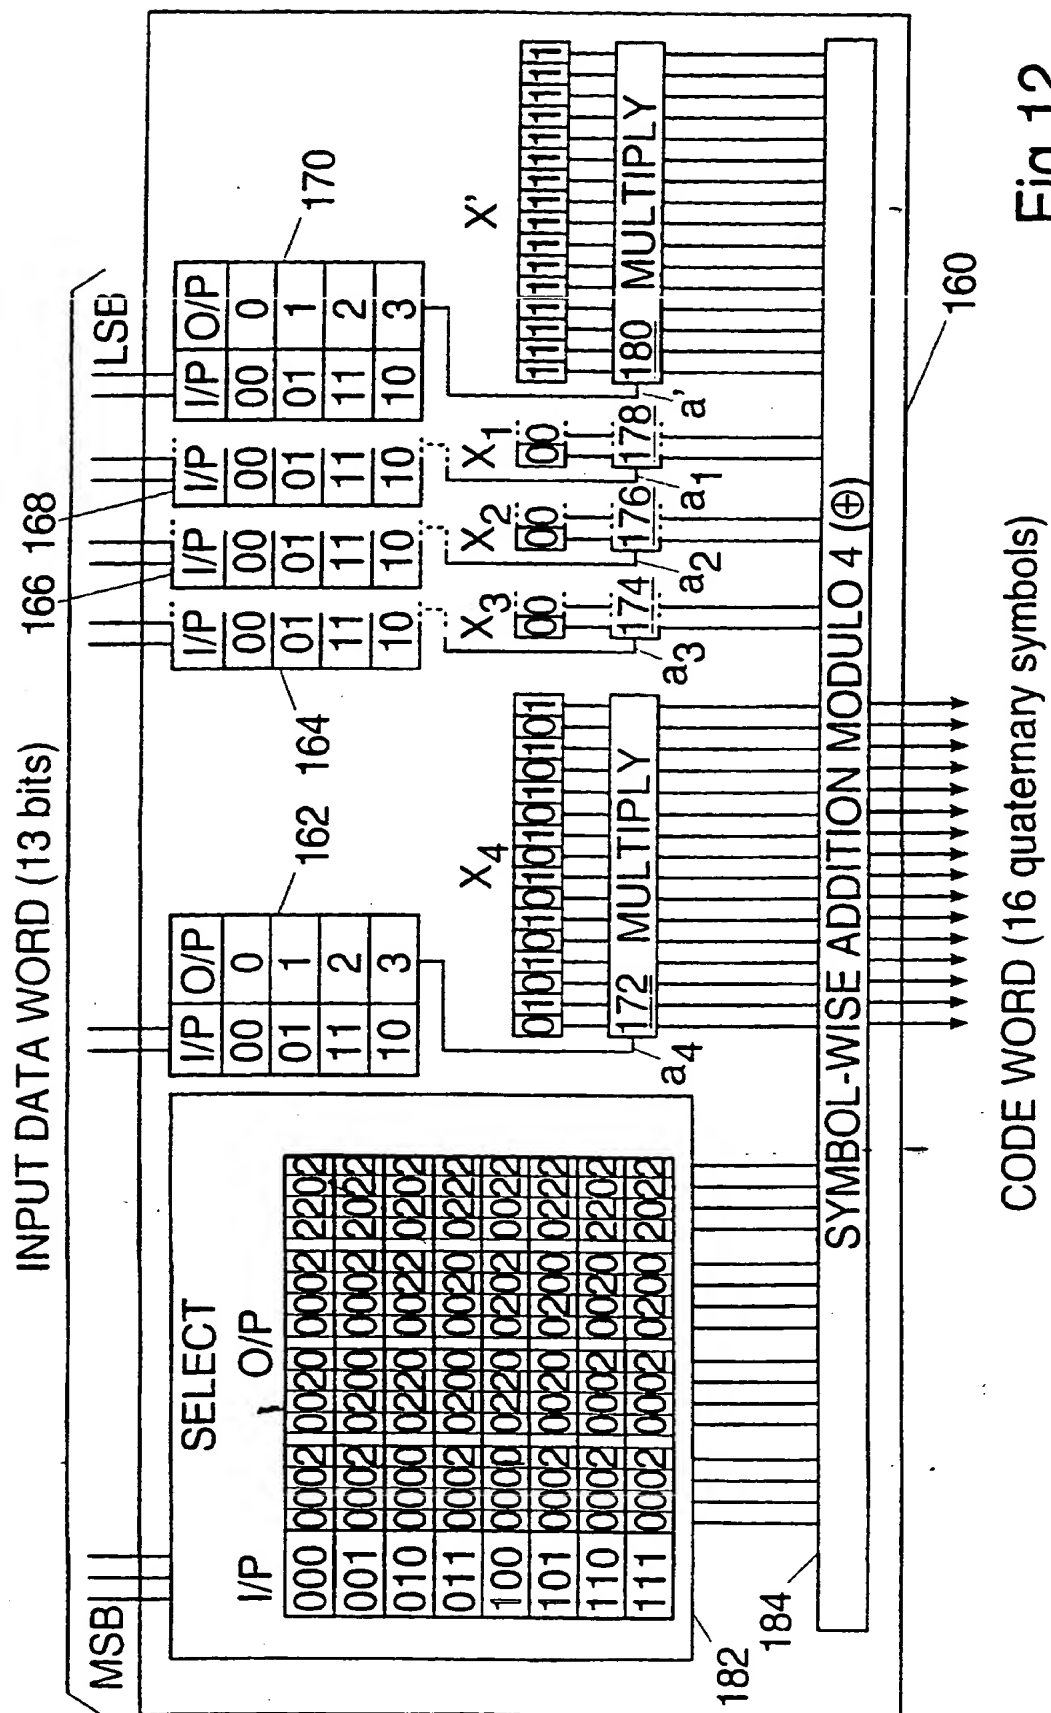 INPUT DATA WORD (13 bits)
MSB
LSB
166 168
SELECT
I/P O/P
000 0002 0020 0002 2202
001 0002 0200 0002 2022
010 0000 0220 0022 0202
011 0002 0200 0020 0222
100 0000 0220 0202 0022
101 0002 0020 0200 0222
110 0002 0002 0020 2202
111 0002 0002 0200 2022
182
I/P O/P
00 0
01 1
11 2
10 3
162
I/P
00
01
11
10
164
I/P
00
01
11
10
I/P
00
01
11
10
I/P O/P
00 0
01 1
11 2
10 3
170
X4
0101010101010101
172 MULTIPLY
a4
X3
00
174
a3
X2
00
176
a2
X1
00
178
a1
X'
1111111111111111
180 MULTIPLY
a'
184
SYMBOL-WISE ADDITION MODULO 4 (⊕)
160
CODE WORD (16 quaternary symbols)
Fig 12